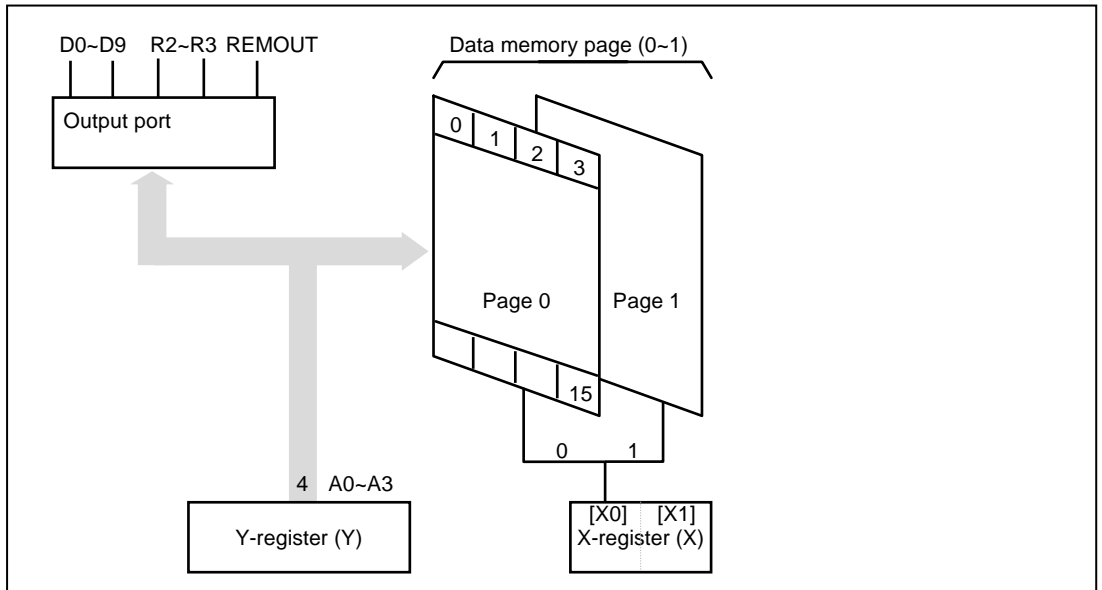 D0~D9 R2~R3 REMOUT
Output port
Data memory page (0~1)
0 1 2 3
Page 0
Page 1
15
0 1
4 A0~A3
Y-register (Y)
[X0] [X1]
X-register (X)